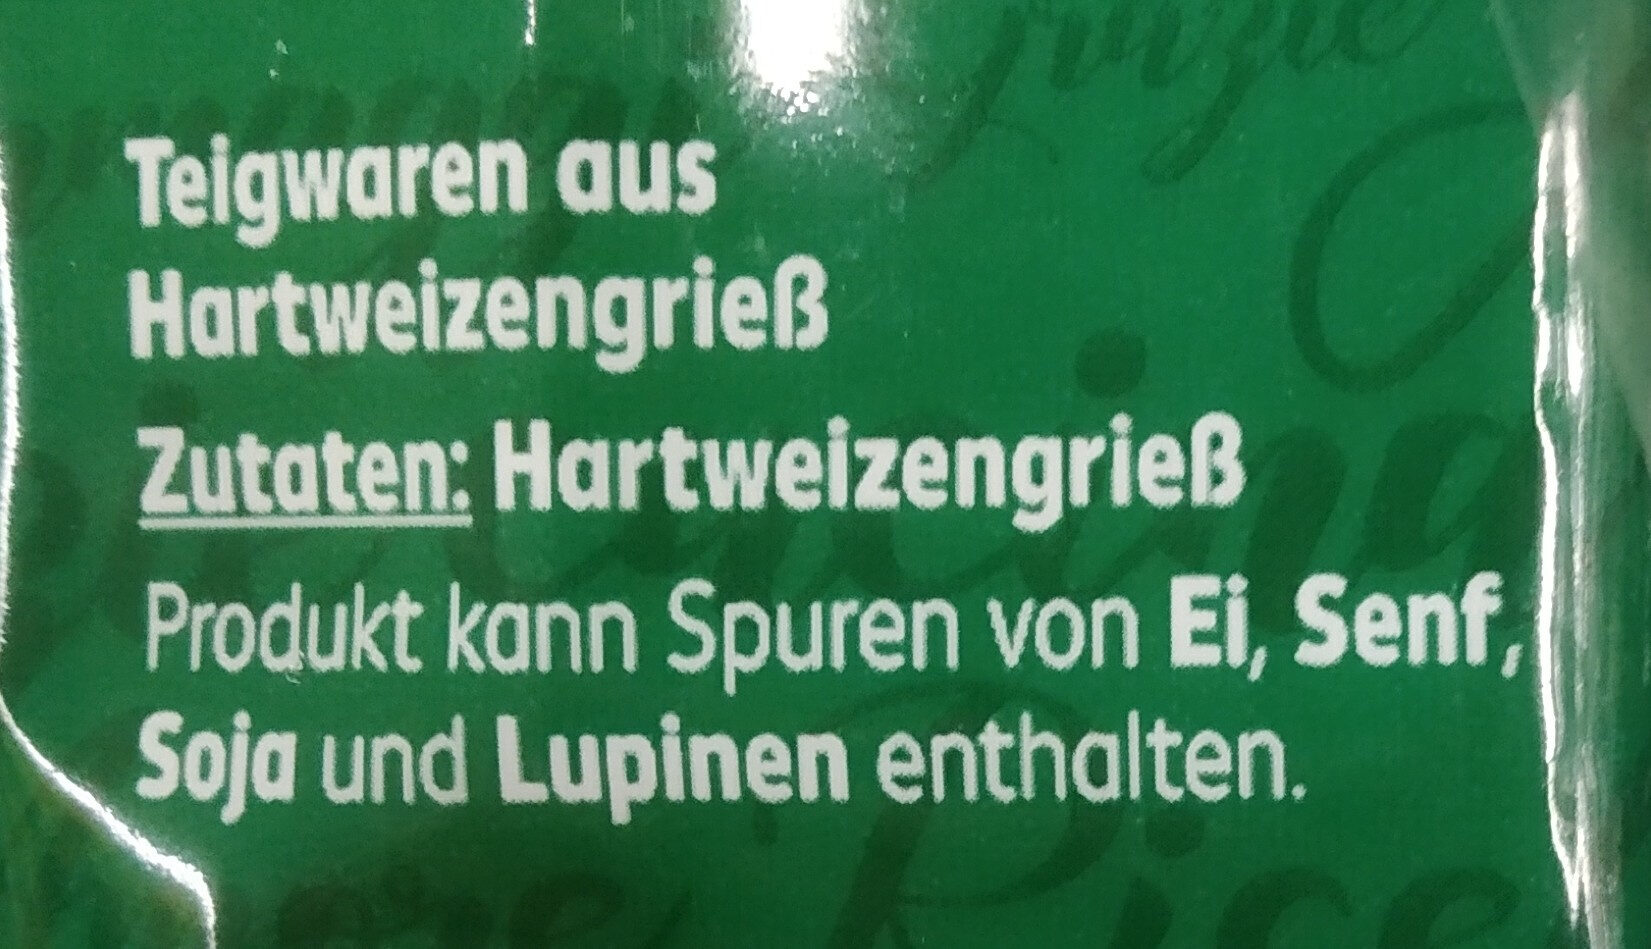 Teigwaren aus
Hartweizengrieß
Zutaten: Hartweizengrieß
Produkt kann Spuren von Ei, Senf,
Soja und Lupinen enthalten.